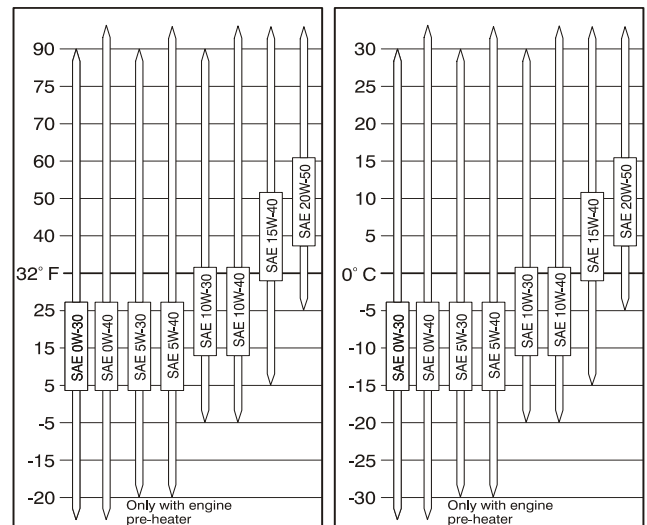 90
75
70
60
50
40
32° F
25
15
5
-5
-15
-20
SAE 0W-30
SAE 0W-40
SAE 5W-30
SAE 5W-40
SAE 10W-30
SAE 10W-40
SAE 15W-40
SAE 20W-50
Only with engine
pre-heater
30
25
20
15
10
5
0° C
-5
-10
-15
-20
-25
-30
SAE 0W-30
SAE 0W-40
SAE 5W-30
SAE 5W-40
SAE 10W-30
SAE 10W-40
SAE 15W-40
SAE 20W-50
Only with engine
pre-heater